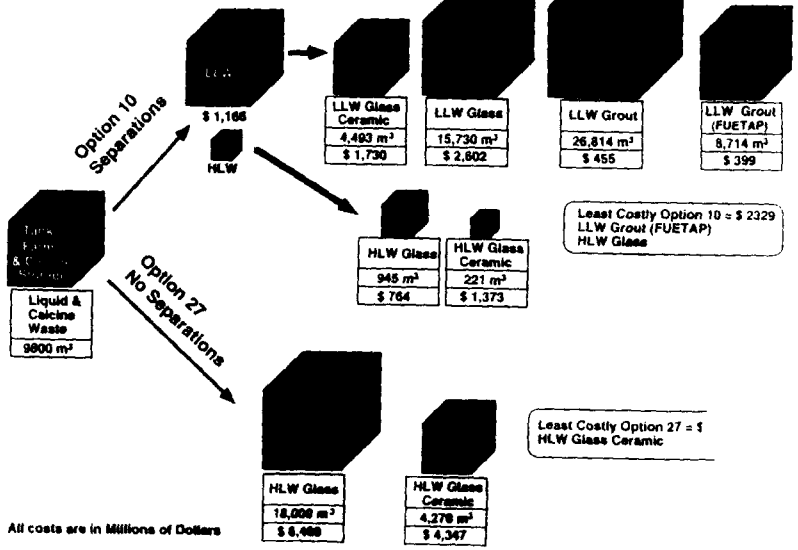 LLW
$ 1,166
HLW
Option 10
Separations
LLW Glass
Ceramic
4,493 m³
$ 1,730
LLW Glass
15,730 m³
$ 2,602
LLW Grout
26,814 m³
$ 455
LLW Grout
(FUETAP)
8,714 m³
$ 399
Least Costly Option 10 = $ 2329
LLW Grout (FUETAP)
HLW Glass
HLW Glass
945 m³
$ 764
HLW Glass
Ceramic
221 m³
$ 1,373
Tank
Farm
&
Liquid &
Calcine
Waste
9800 m³
Option 27
No Separations
HLW Glass
m³
$
HLW Glass
Ceramic
4,276 m³
$ 4,347
Least Costly Option 27 = $
HLW Glass Ceramic
All costs are in Millions of Dollars